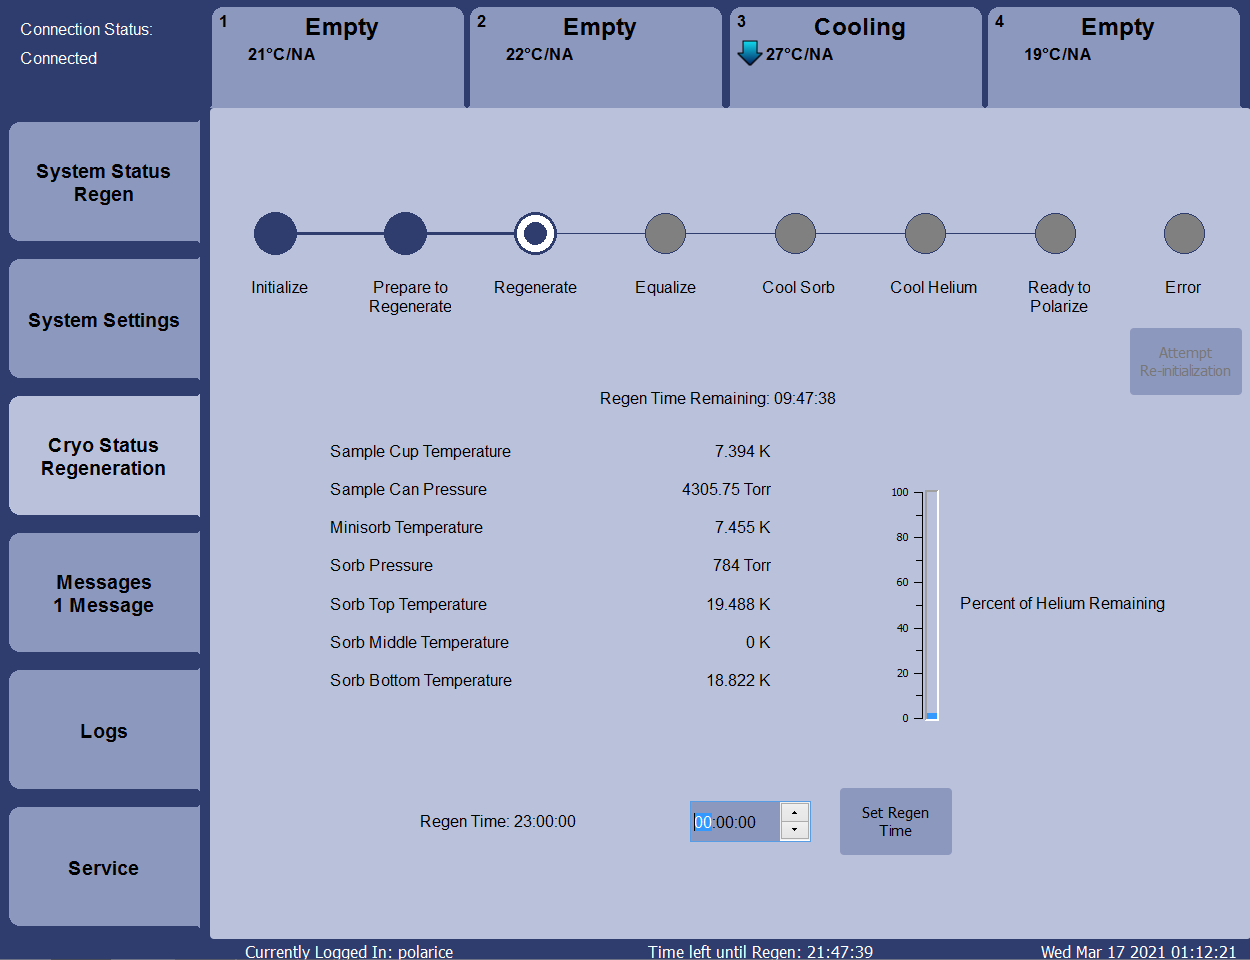 Connection Status:
Connected
1
Empty
21°C/NA
2
Empty
22°C/NA
3
Cooling
27°C/NA
4
Empty
19°C/NA
System Status
Regen
System Settings
Cryo Status
Regeneration
Messages
1 Message
Logs
Service
Initialize
Prepare to
Regenerate
Regenerate
Equalize
Cool Sorb
Cool Helium
Ready to
Polarize
Error
Attempt
Re-initialization
Regen Time Remaining: 09:47:38
Sample Cup Temperature 7.394 K
Sample Can Pressure 4305.75 Torr
Minisorb Temperature 7.455 K
Sorb Pressure 784 Torr
Sorb Top Temperature 19.488 K
Sorb Middle Temperature 0 K
Sorb Bottom Temperature 18.822 K
100
80
60
40
20
0
Percent of Helium Remaining
Regen Time: 23:00:00
00:00:00
Set Regen
Time
Currently Logged In: polarice
Time left until Regen: 21:47:39
Wed Mar 17 2021 01:12:21